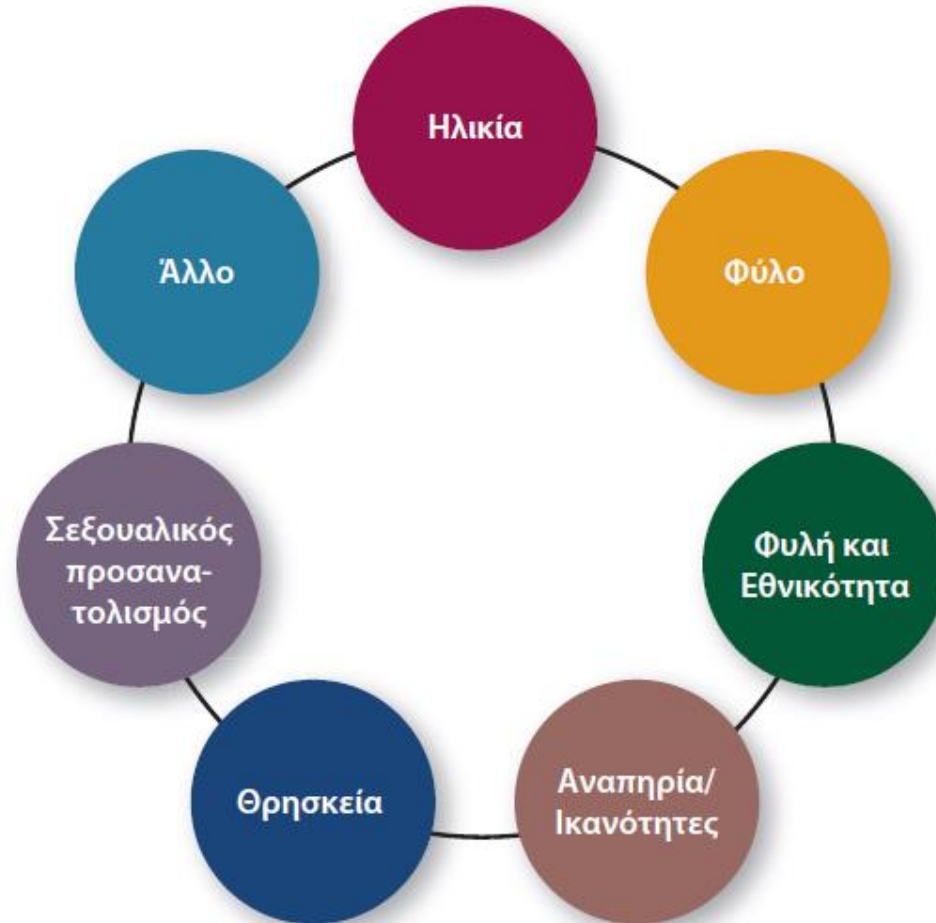 Ηλικία
Φύλο
Φυλή και
Εθνικότητα
Αναπηρία/
Ικανότητες
Θρησκεία
Σεξουαλικός
προσανα-
τολισμός
Άλλο